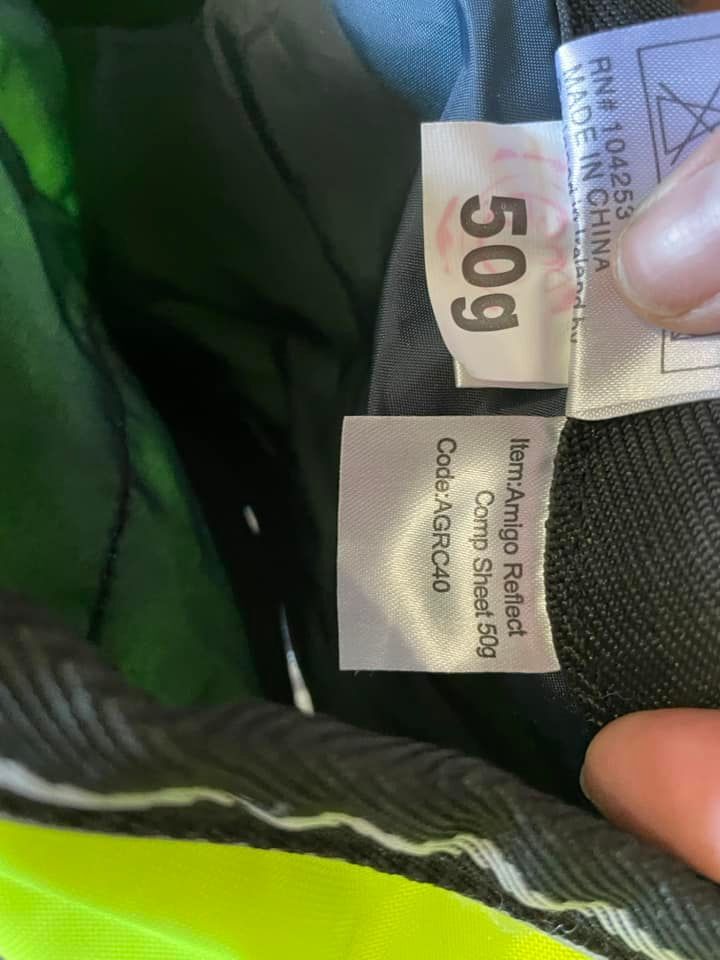 RN# 104253
MADE IN CHINA
50g
Item:Amigo Reflect
Comp Sheet 50g
Code:AGRC40